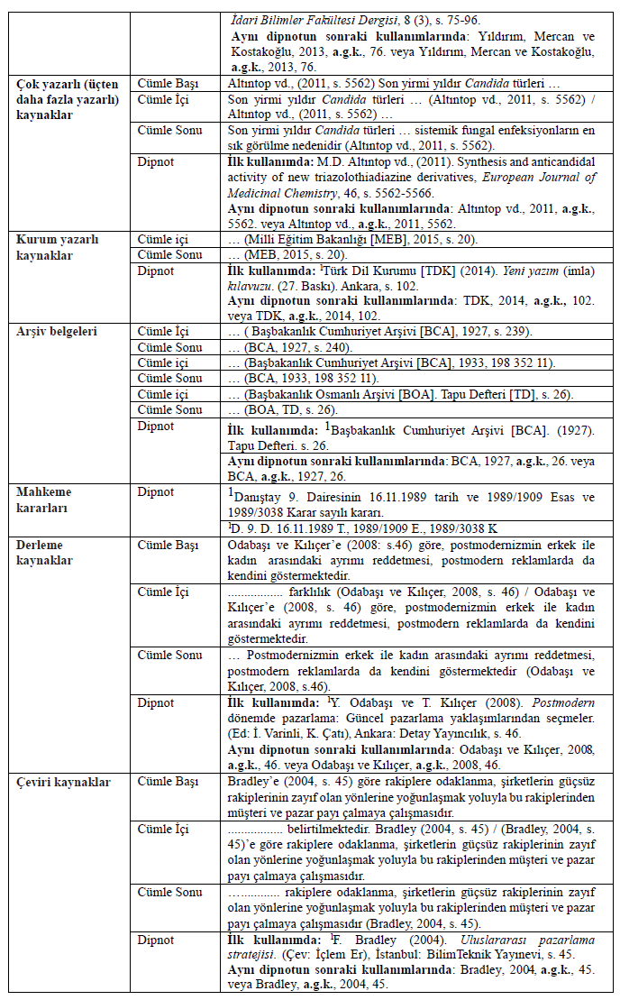 İdari Bilimler Fakültesi Dergisi, 8 (3), s. 75-96.
Aynı dipnotun sonraki kullanımlarında: Yıldırım, Mercan ve
Kostakoğlu, 2013, a.g.k., 76. veya Yıldırım, Mercan ve Kostakoğlu,
a.g.k., 2013, 76.
Çok yazarlı (üçten
daha fazla yazarlı)
kaynaklar
Cümle Başı
Altıntop vd., (2011, s. 5562) Son yirmi yıldır Candida türleri …
Cümle İçi
Son yirmi yıldır Candida türleri … (Altıntop vd., 2011, s. 5562) /
Altıntop vd., (2011, s. 5562) …
Cümle Sonu
Son yirmi yıldır Candida türleri … sistemik fungal enfeksiyonların en
sık görülme nedenidir (Altıntop vd., 2011, s. 5562).
Dipnot
İlk kullanımda: M.D. Altıntop vd., (2011). Synthesis and anticandidal
activity of new triazolothiadiazine derivatives, European Journal of
Medicinal Chemistry, 46, s. 5562-5566.
Aynı dipnotun sonraki kullanımlarında: Altıntop vd., 2011, a.g.k.,
5562. veya Altıntop vd., a.g.k., 2011, 5562.
Kurum yazarlı
kaynaklar
Cümle içi
… (Milli Eğitim Bakanlığı [MEB], 2015, s. 20).
Cümle Sonu
… (MEB, 2015, s. 20).
Dipnot
İlk kullanımda: ¹Türk Dil Kurumu [TDK] (2014). Yeni yazım (imla)
kılavuzu. (27. Baskı). Ankara, s. 102.
Aynı dipnotun sonraki kullanımlarında: TDK, 2014, a.g.k., 102.
veya TDK, a.g.k., 2014, 102.
Arşiv belgeleri
Cümle İçi
… ( Başbakanlık Cumhuriyet Arşivi [BCA], 1927, s. 239).
Cümle Sonu
… (BCA, 1927, s. 240).
Cümle içi
… (Başbakanlık Cumhuriyet Arşivi [BCA], 1933, 198 352 11).
Cümle Sonu
… (BCA, 1933, 198 352 11).
Cümle içi
… (Başbakanlık Osmanlı Arşivi [BOA]. Tapu Defteri [TD], s. 26).
Cümle Sonu
… (BOA, TD, s. 26).
Dipnot
İlk kullanımda: ¹Başbakanlık Cumhuriyet Arşivi [BCA]. (1927).
Tapu Defteri. s. 26.
Aynı dipnotun sonraki kullanımlarında: BCA, 1927, a.g.k., 26. veya
BCA, a.g.k., 1927, 26.
Mahkeme
kararları
Dipnot
¹Danıştay 9. Dairesinin 16.11.1989 tarih ve 1989/1909 Esas ve
1989/3038 Karar sayılı kararı.
¹D. 9. D. 16.11.1989 T., 1989/1909 E., 1989/3038 K
Derleme
kaynaklar
Cümle Başı
Odabaşı ve Kılıçer'e (2008: s.46) göre, postmodernizmin erkek ile
kadın arasındaki ayrımı reddetmesi, postmodern reklamlarda da
kendini göstermektedir.
Cümle İçi
................. farklılık (Odabaşı ve Kılıçer, 2008, s. 46) / Odabaşı ve
Kılıçer'e (2008, s. 46) göre, postmodernizmin erkek ile kadın
arasındaki ayrımı reddetmesi, postmodern reklamlarda da kendini
göstermektedir.
Cümle Sonu
… Postmodernizmin erkek ile kadın arasındaki ayrımı reddetmesi,
postmodern reklamlarda da kendini göstermektedir (Odabaşı ve
Kılıçer, 2008, s.46).
Dipnot
İlk kullanımda: ¹Y. Odabaşı ve T. Kılıçer (2008). Postmodern
dönemde pazarlama: Güncel pazarlama yaklaşımlarından seçmeler.
(Ed: İ. Varinli, K. Çatı), Ankara: Detay Yayıncılık, s. 46.
Aynı dipnotun sonraki kullanımlarında: Odabaşı ve Kılıçer, 2008,
a.g.k., 46. veya Odabaşı ve Kılıçer, a.g.k., 2008, 46.
Çeviri kaynaklar
Cümle Başı
Bradley'e (2004, s. 45) göre rakiplere odaklanma, şirketlerin güçsüz
rakiplerinin zayıf olan yönlerine yoğunlaşmak yoluyla bu rakiplerinden
müşteri ve pazar payı çalmaya çalışmasıdır.
Cümle İçi
................. belirtilmektedir. Bradley (2004, s. 45) / (Bradley, 2004, s.
45)'e göre rakiplere odaklanma, şirketlerin güçsüz rakiplerinin zayıf
olan yönlerine yoğunlaşmak yoluyla bu rakiplerinden müşteri ve pazar
payı çalmaya çalışmasıdır.
Cümle Sonu
…............. rakiplere odaklanma, şirketlerin güçsüz rakiplerinin zayıf
olan yönlerine yoğunlaşmak yoluyla bu rakiplerinden müşteri ve pazar
payı çalmaya çalışmasıdır (Bradley, 2004, s. 45).
Dipnot
İlk kullanımda: ¹F. Bradley (2004). Uluslararası pazarlama
stratejisi. (Çev: İçlem Er), İstanbul: BilimTeknik Yayınevi, s. 45.
Aynı dipnotun sonraki kullanımlarında: Bradley, 2004, a.g.k., 45.
veya Bradley, a.g.k., 2004, 45.